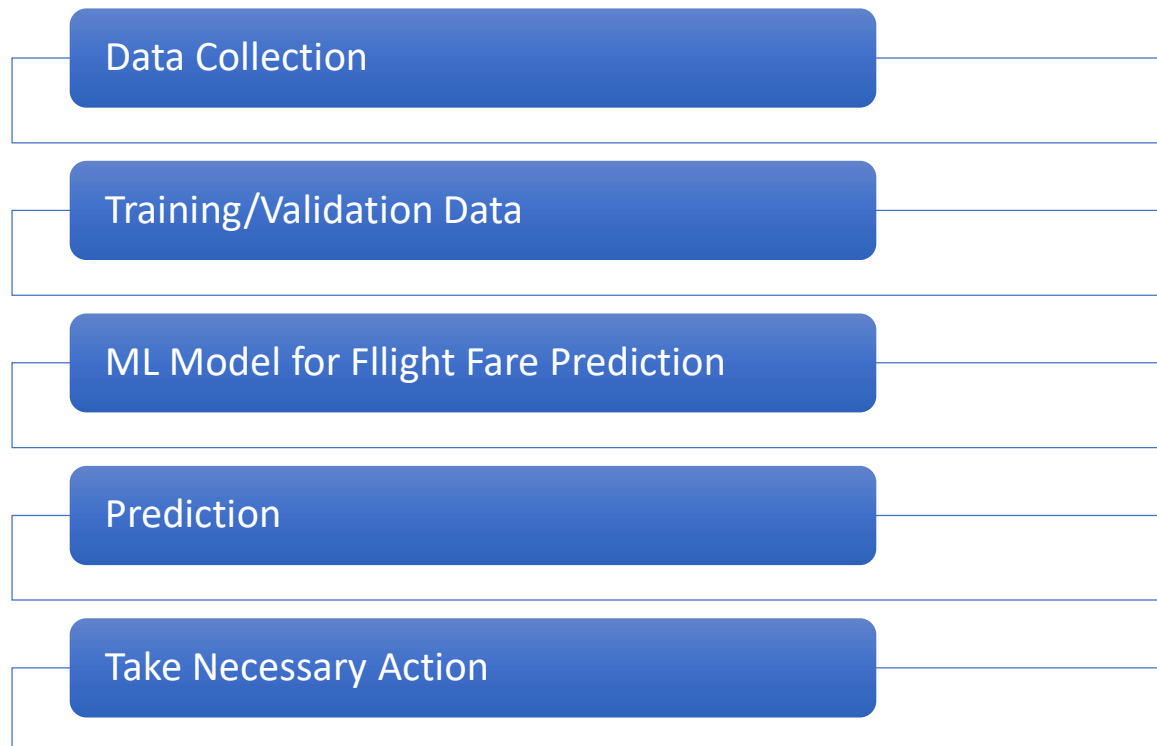 Data Collection
Training/Validation Data
ML Model for Fllight Fare Prediction
Prediction
Take Necessary Action